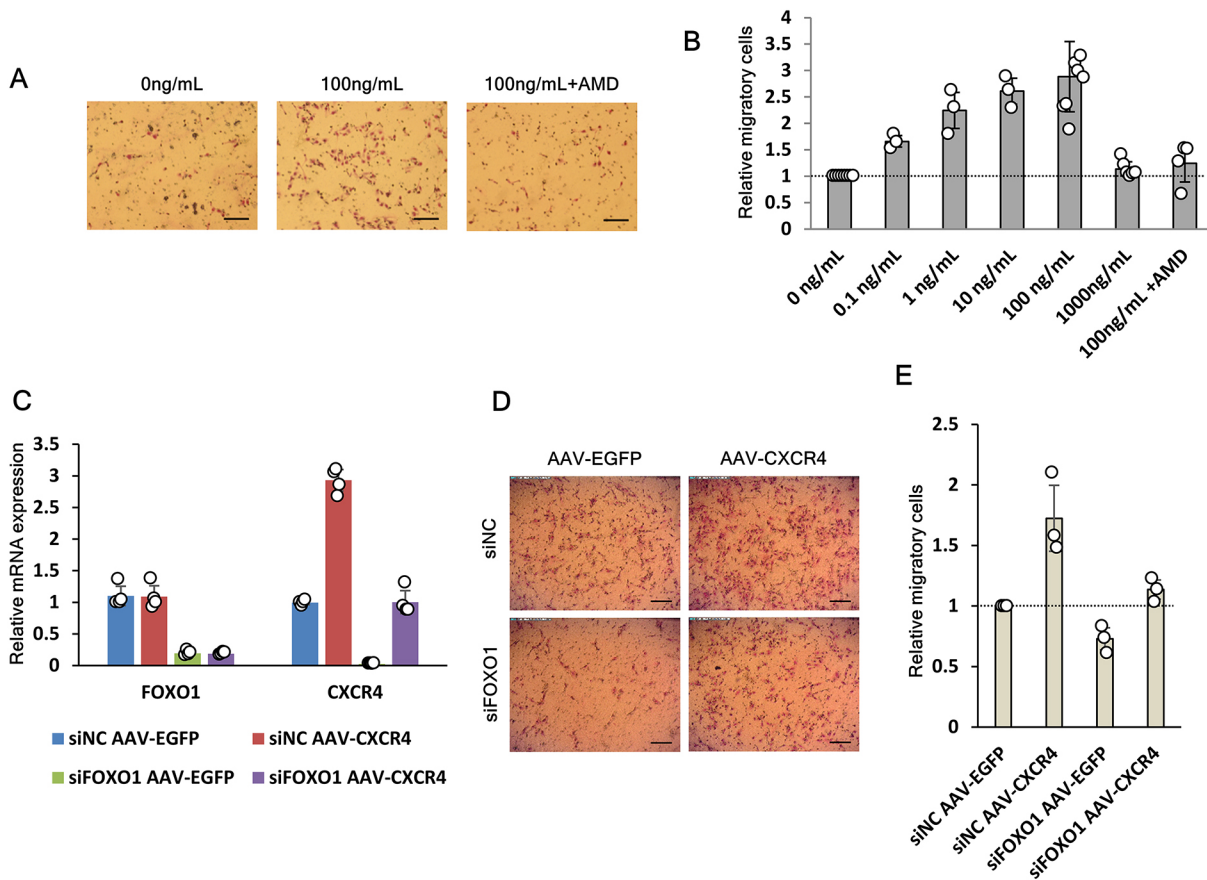 A
0ng/mL
100ng/mL
100ng/mL+AMD
B
Relative migratory cells
4
3.5
3
2.5
2
1.5
1
0.5
0
0 ng/mL
0.1 ng/mL
1 ng/mL
10 ng/mL
100 ng/mL
1000ng/mL
100ng/mL +AMD
C
Relative mRNA expression
3.5
3
2.5
2
1.5
1
0.5
0
FOXO1
CXCR4
siNC AAV-EGFP
siNC AAV-CXCR4
siFOXO1 AAV-EGFP
siFOXO1 AAV-CXCR4
D
AAV-EGFP
AAV-CXCR4
siNC
siFOXO1
E
Relative migratory cells
2.5
2
1.5
1
0.5
0
siNC AAV-EGFP
siNC AAV-CXCR4
siFOXO1 AAV-EGFP
siFOXO1 AAV-CXCR4